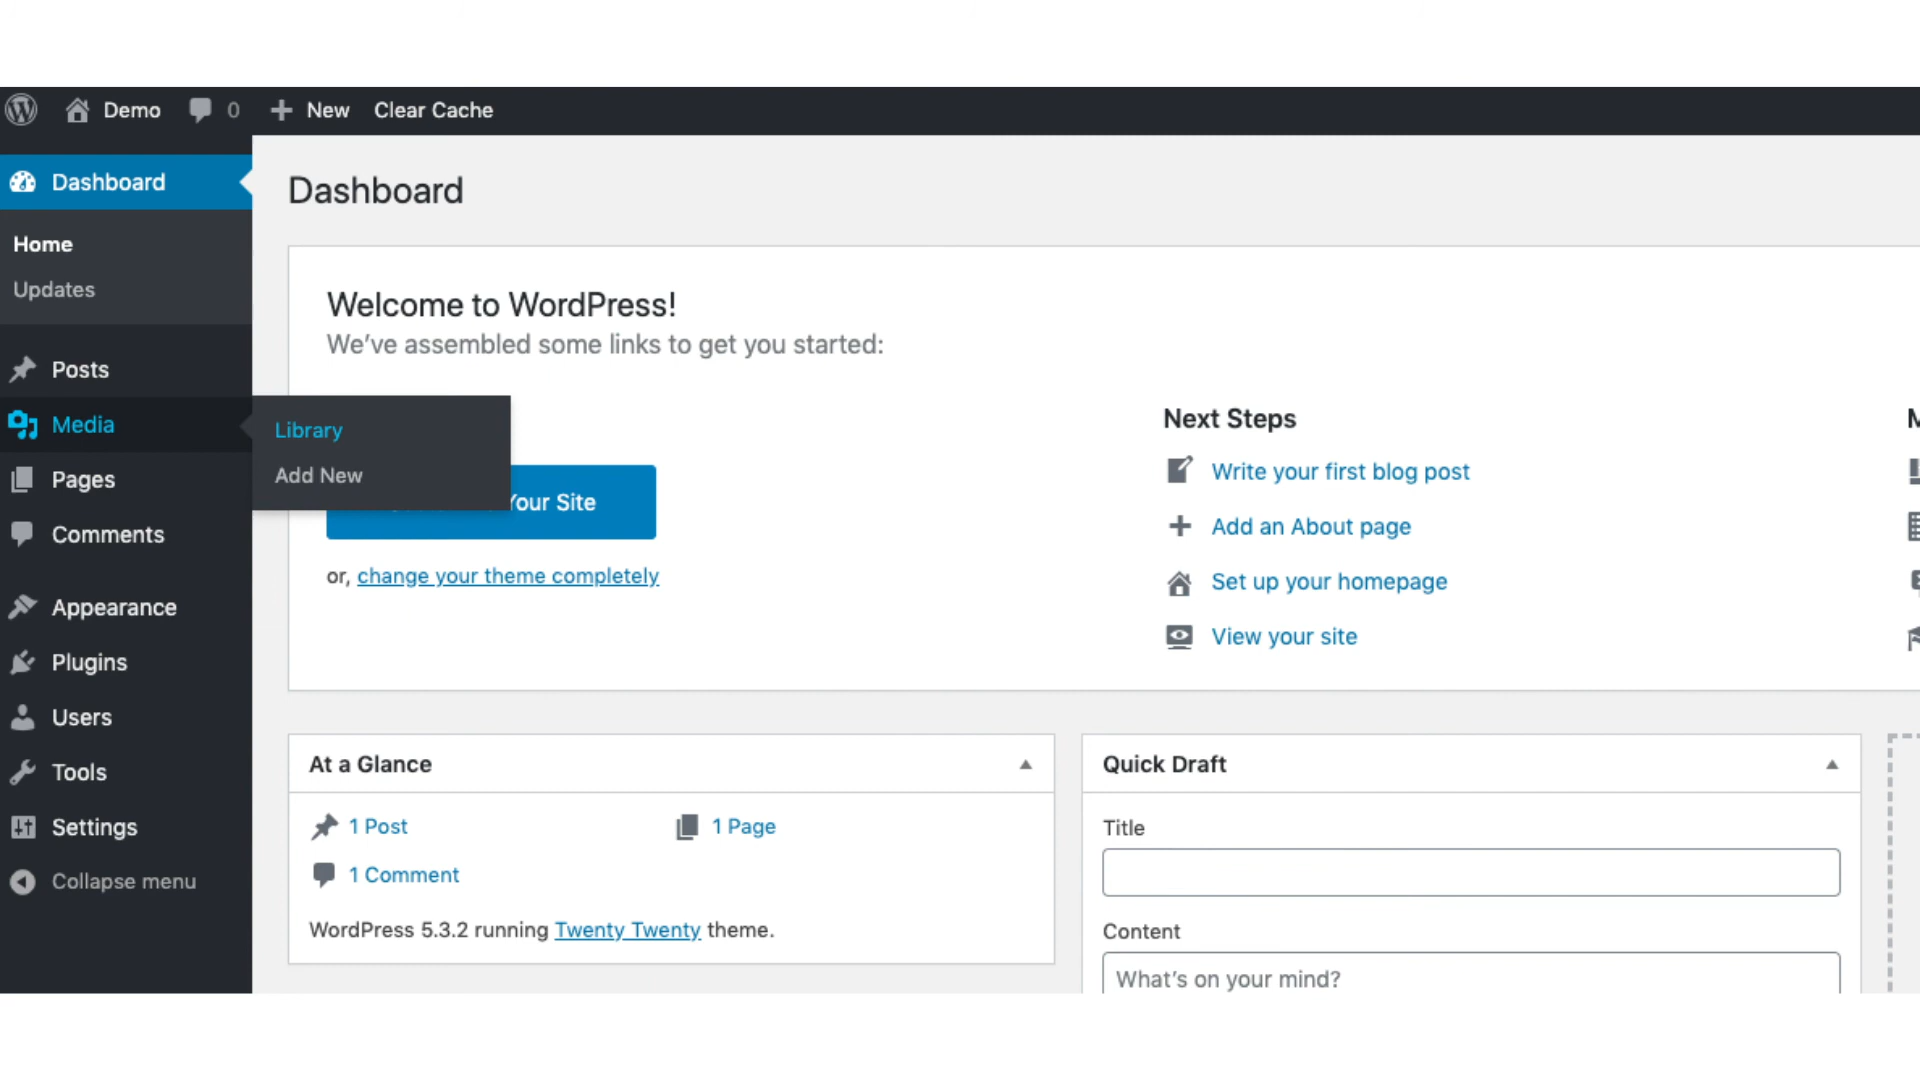 Demo 0 New Clear Cache
Dashboard
Home
Updates
Posts
Media
Library
Add New
Pages
Comments
Appearance
Plugins
Users
Tools
Settings
Collapse menu
Dashboard
Welcome to WordPress!
We've assembled some links to get you started:
Your Site
or, change your theme completely
Next Steps
Write your first blog post
Add an About page
Set up your homepage
View your site
At a Glance
1 Post
1 Page
1 Comment
WordPress 5.3.2 running Twenty Twenty theme.
Quick Draft
Title
Content
What's on your mind?